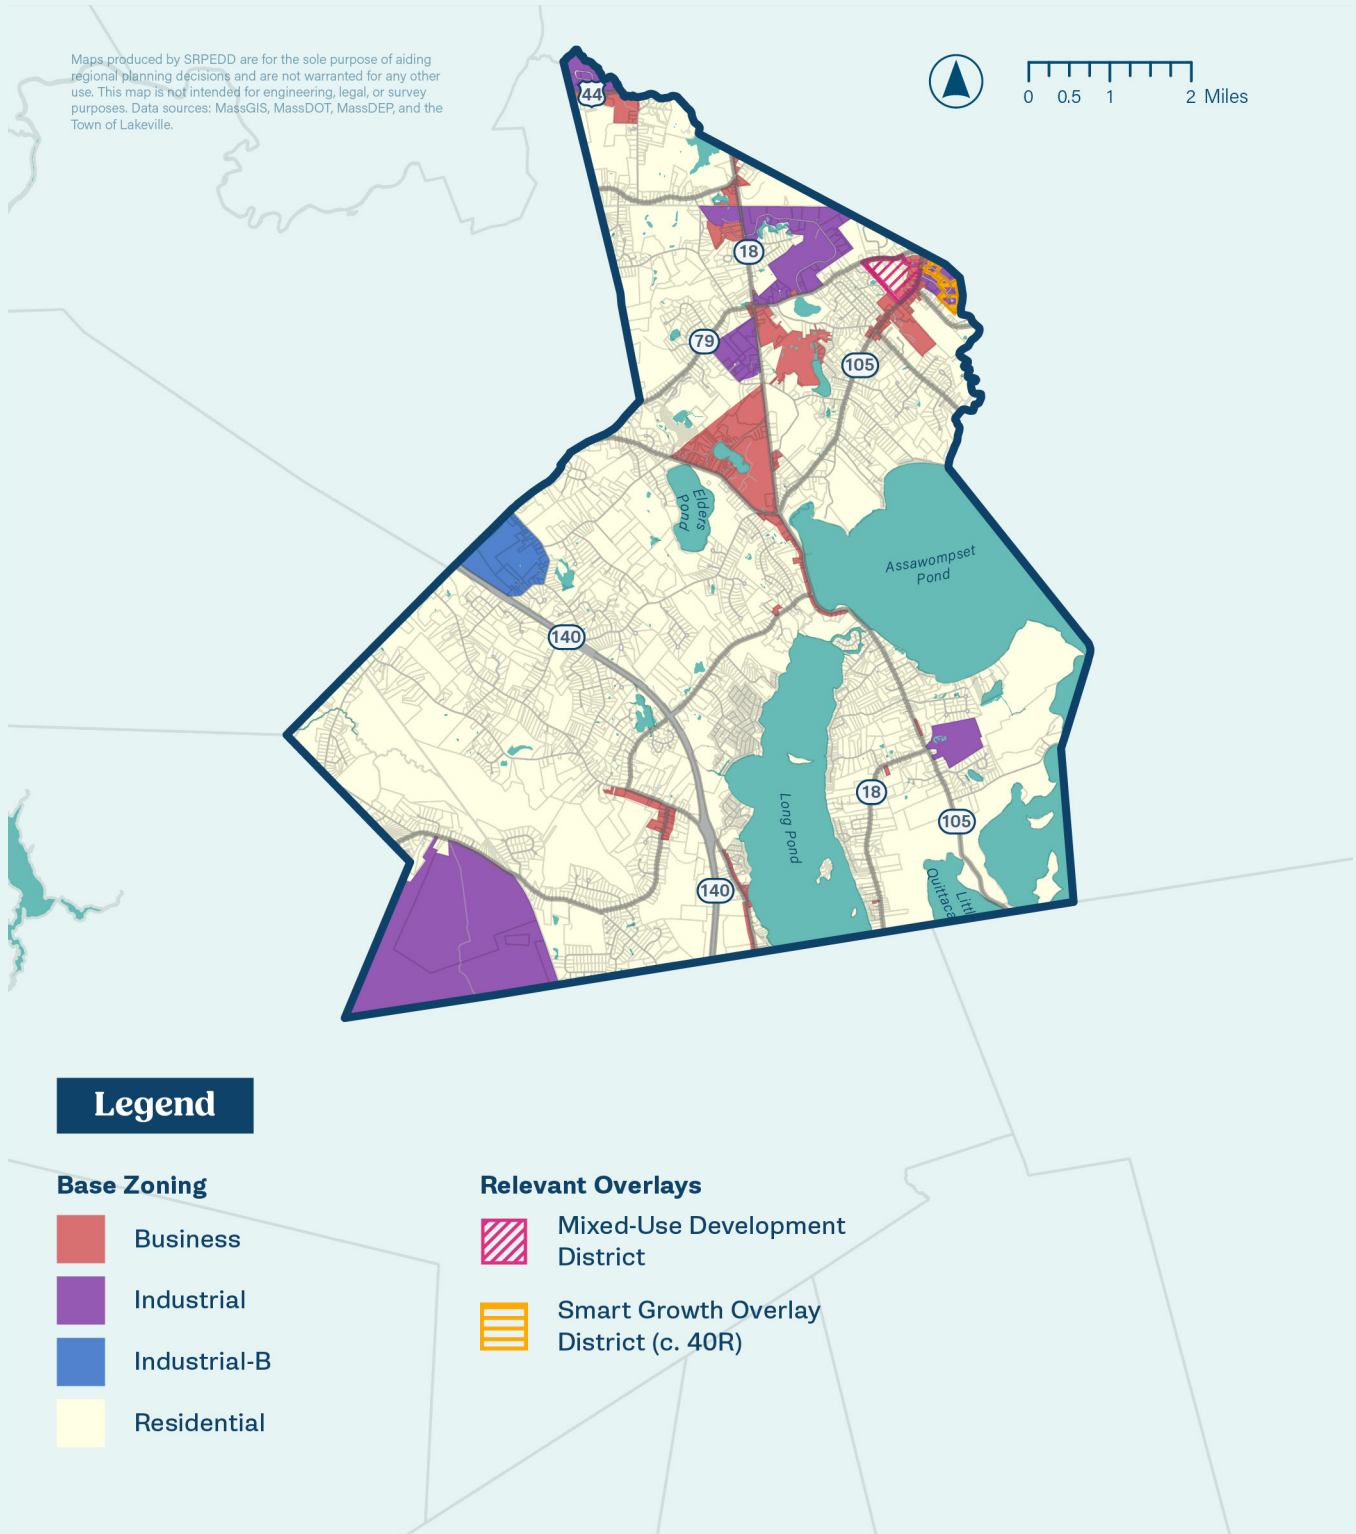 Maps produced by SRPEDD are for the sole purpose of aiding
regional planning decisions and are not warranted for any other
use. This map is not intended for engineering, legal, or survey
purposes. Data sources: MassGIS, MassDOT, MassDEP, and the
Town of Lakeville.
0 0.5 1 2 Miles
44
18
79
105
Elders
Pond
Assawompset
Pond
140
Long Pond
18
105
140
Legend
Base Zoning
Business
Industrial
Industrial-B
Residential
Relevant Overlays
Mixed-Use Development
District
Smart Growth Overlay
District (c. 40R)